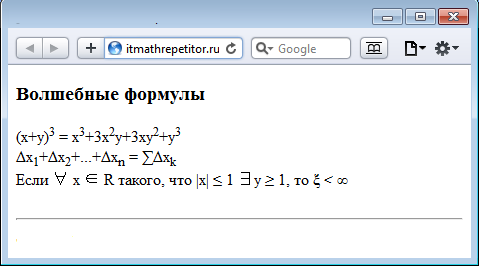 itmathrepetitor.ru
Google
Волшебные формулы
(x+y)³ = x³+3x²y+3xy²+y³
Δx₁+Δx₂+...+Δxₙ = ∑Δxₖ
Если ∀ x ∈ R такого, что |x| ≤ 1 ∃ y ≥ 1, то ξ < ∞